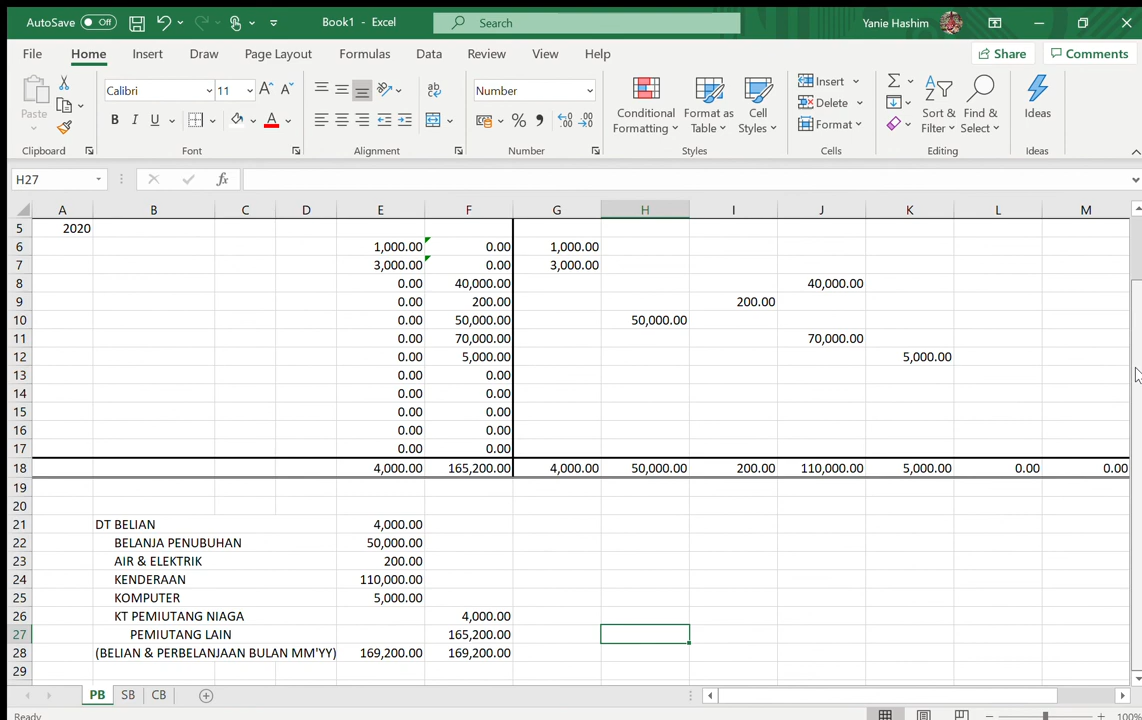 AutoSave Off Book1 - Excel Search Yanie Hashim
File Home Insert Draw Page Layout Formulas Data Review View Help Share Comments
Paste Calibri 11 Number Conditional Formatting Format as Table Cell Styles Insert Delete Format Sort & Filter Find & Select Ideas
Clipboard Font Alignment Number Styles Cells Editing Ideas
H27 fx
A B C D E F G H I J K L M
5 2020
6 1,000.00 0.00 1,000.00
7 3,000.00 0.00 3,000.00
8 0.00 40,000.00 40,000.00
9 0.00 200.00 200.00
10 0.00 50,000.00 50,000.00
11 0.00 70,000.00 70,000.00
12 0.00 5,000.00 5,000.00
13 0.00 0.00
14 0.00 0.00
15 0.00 0.00
16 0.00 0.00
17 0.00 0.00
18 4,000.00 165,200.00 4,000.00 50,000.00 200.00 110,000.00 5,000.00 0.00 0.00
19
20
21 DT BELIAN 4,000.00
22 BELANJA PENUBUHAN 50,000.00
23 AIR & ELEKTRIK 200.00
24 KENDERAAN 110,000.00
25 KOMPUTER 5,000.00
26 KT PEMIUTANG NIAGA 4,000.00
27 PEMIUTANG LAIN 165,200.00
28 (BELIAN & PERBELANJAAN BULAN MM'YY) 169,200.00 169,200.00
29
PB SB CB
Ready 100%